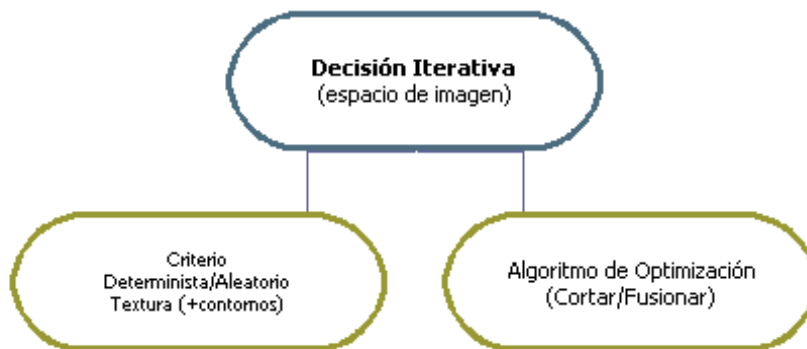 Decisión Iterativa
(espacio de imagen)
Criterio
Determinista/Aleatorio
Textura (+contornos)
Algoritmo de Optimización
(Cortar/Fusionar)